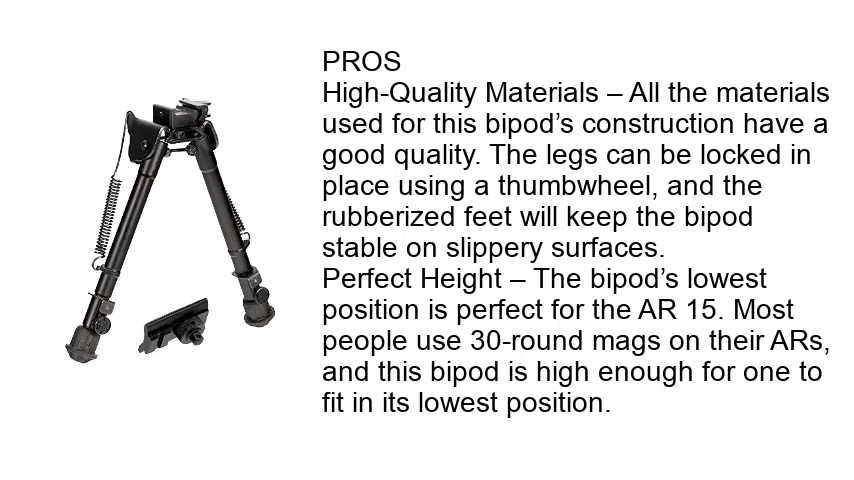 PROS
High-Quality Materials – All the materials
used for this bipod’s construction have a
good quality. The legs can be locked in
place using a thumbwheel, and the
rubberized feet will keep the bipod
stable on slippery surfaces.
Perfect Height – The bipod’s lowest
position is perfect for the AR 15. Most
people use 30-round mags on their ARs,
and this bipod is high enough for one to
fit in its lowest position.